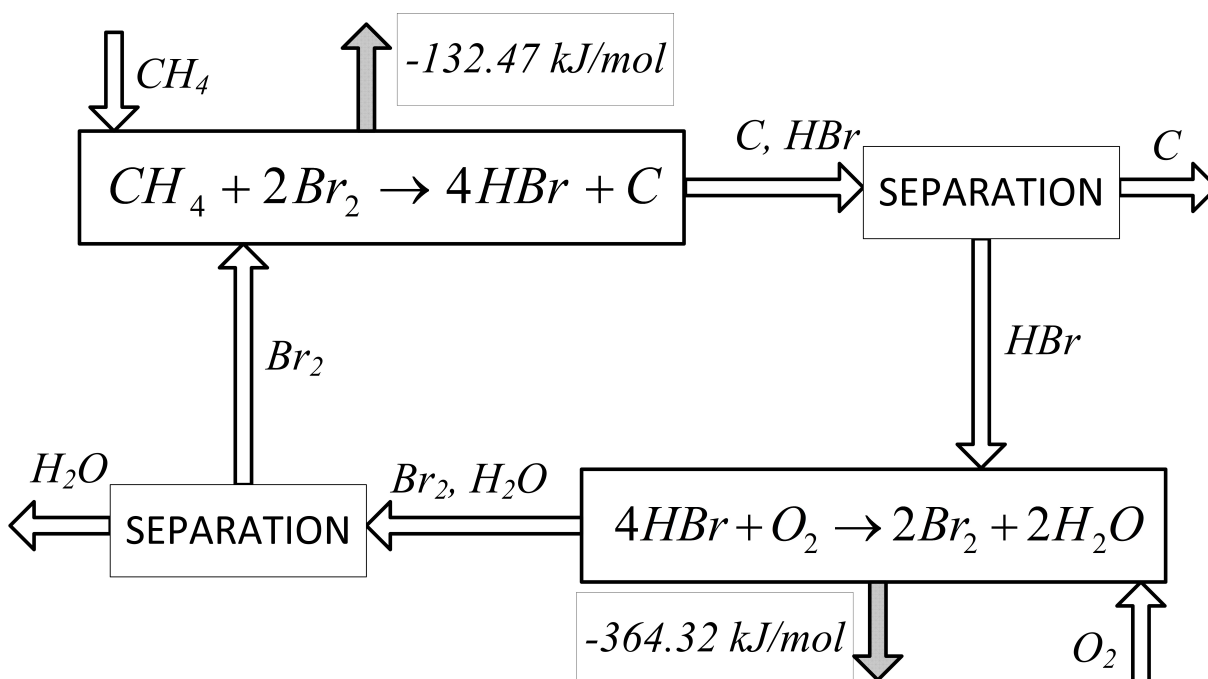 -132.47 kJ/mol
CH₄
C, HBr
C
CH₄ + 2Br₂ → 4HBr + C
SEPARATION
HBr
Br₂
H₂O
Br₂, H₂O
SEPARATION
4HBr + O₂ → 2Br₂ + 2H₂O
-364.32 kJ/mol
O₂